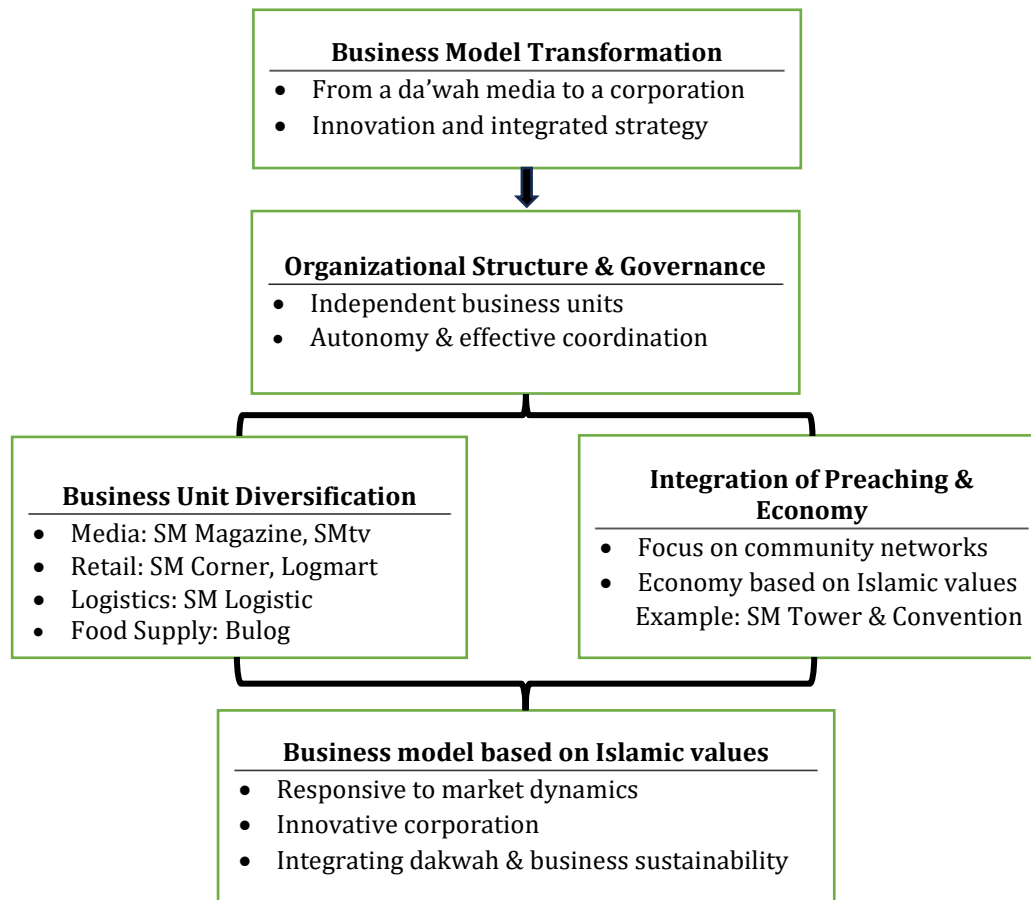 Business Model Transformation
• From a da’wah media to a corporation
• Innovation and integrated strategy
Organizational Structure & Governance
• Independent business units
• Autonomy & effective coordination
Business Unit Diversification
• Media: SM Magazine, SMtv
• Retail: SM Corner, Logmart
• Logistics: SM Logistic
• Food Supply: Bulog
Integration of Preaching &
Economy
• Focus on community networks
• Economy based on Islamic values
Example: SM Tower & Convention
Business model based on Islamic values
• Responsive to market dynamics
• Innovative corporation
• Integrating dakwah & business sustainability